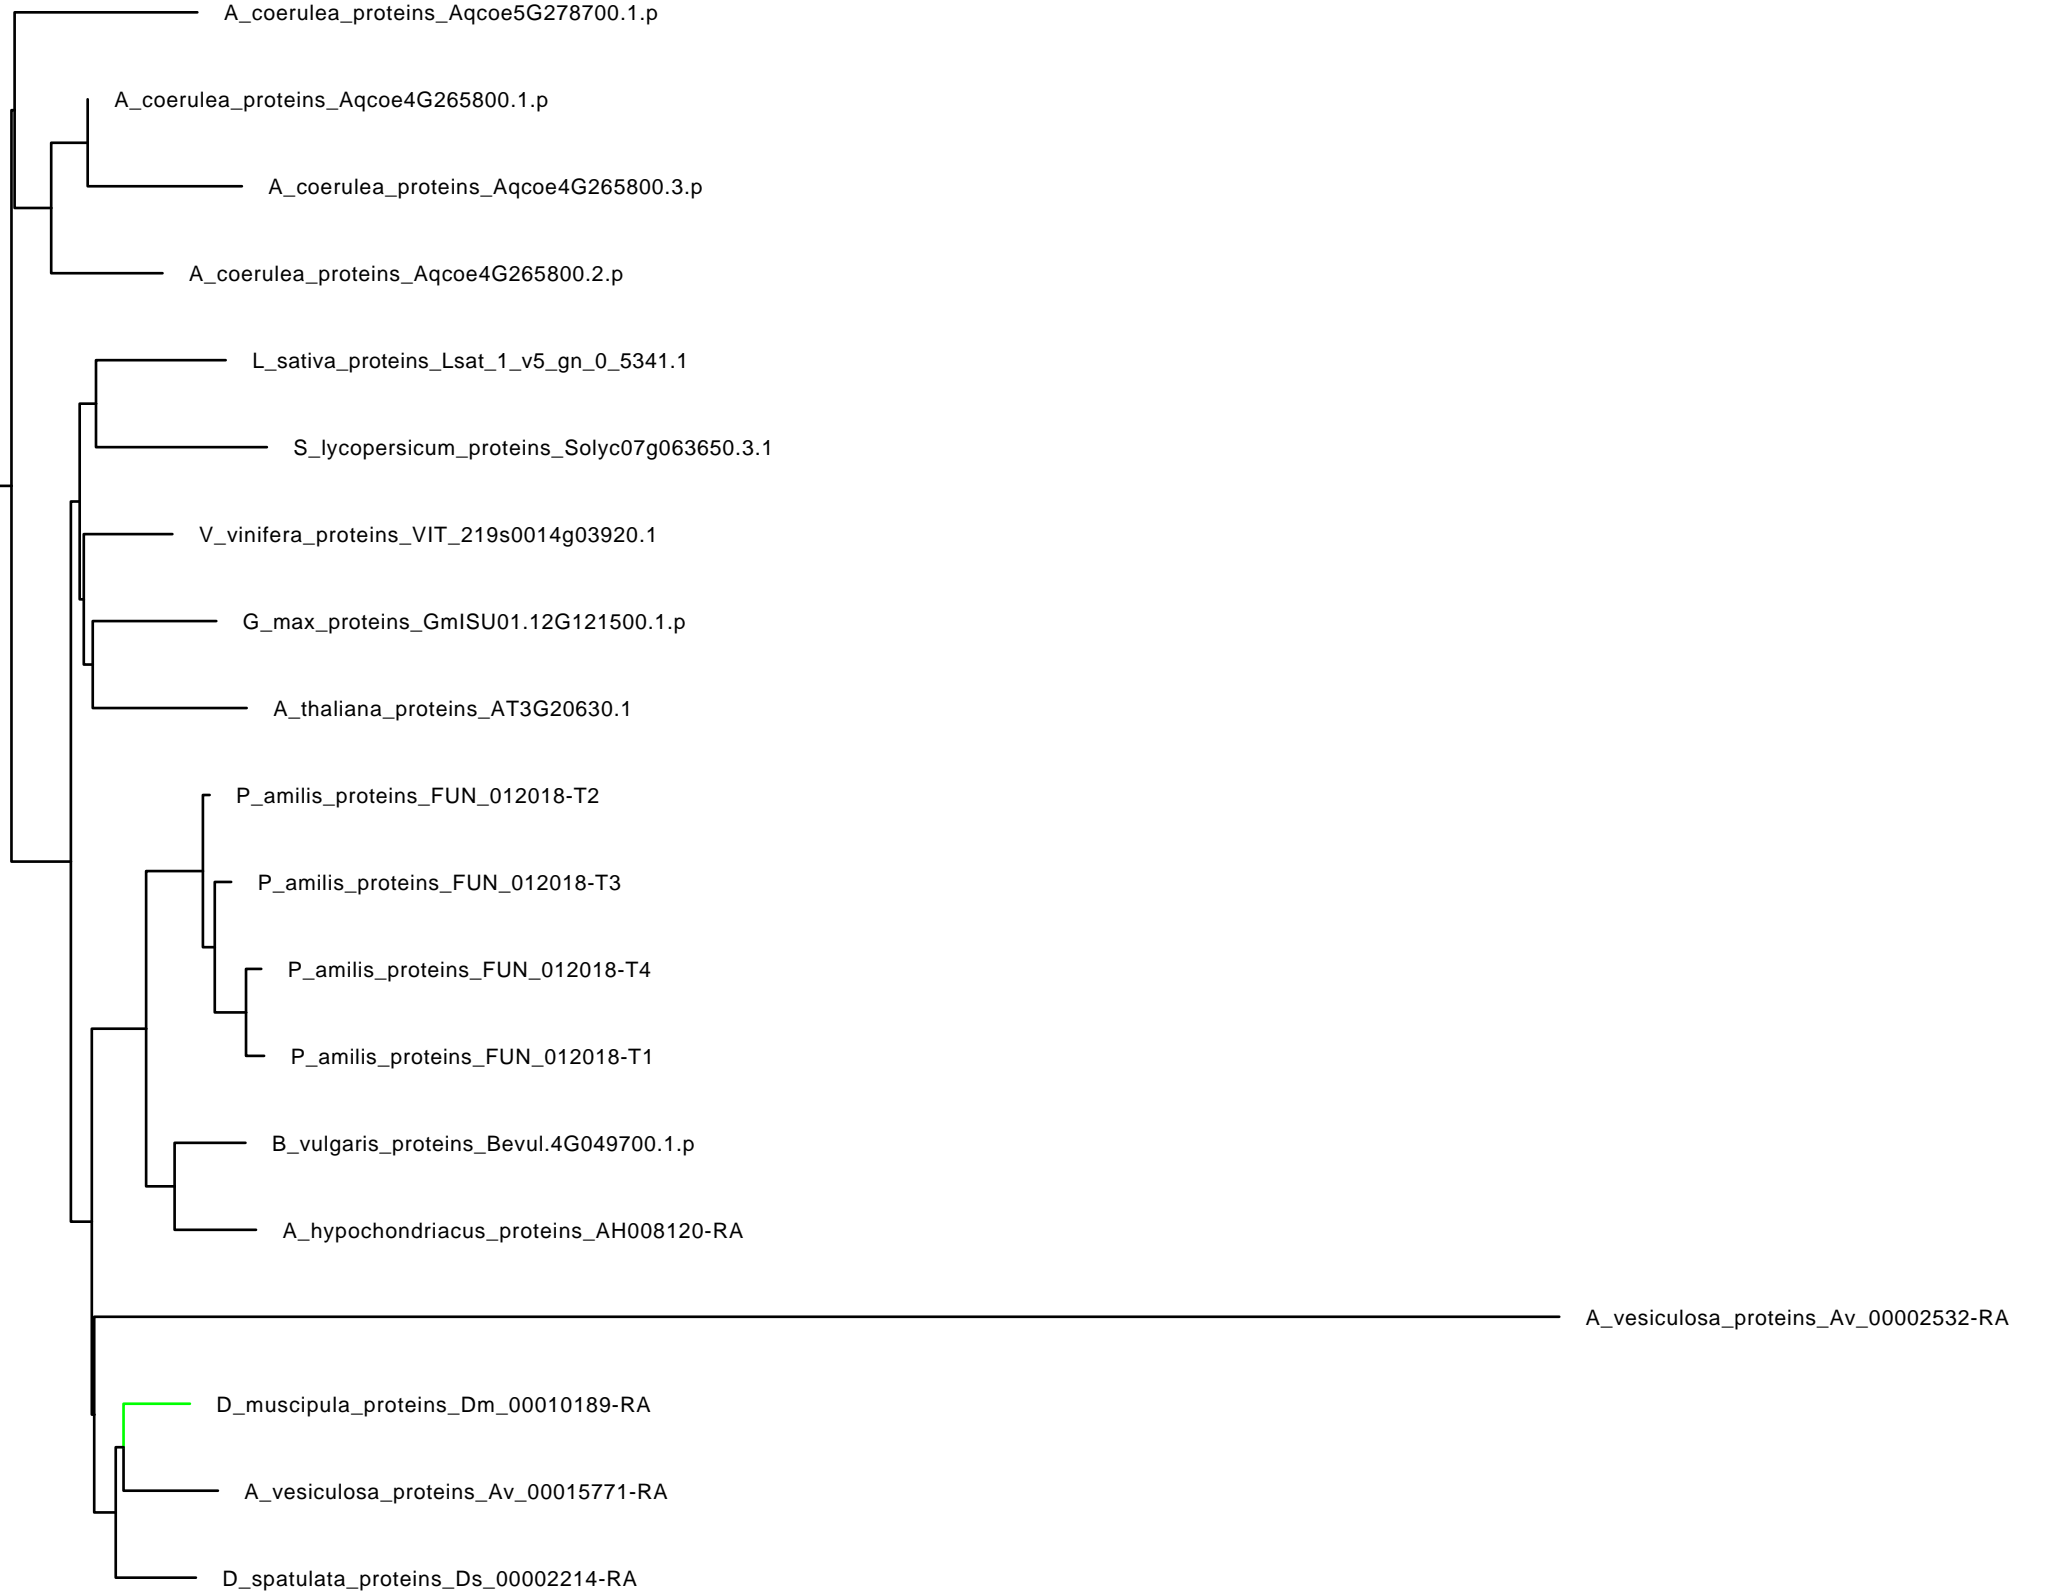 A_coerulea_proteins_Aqcoe5G278700.1.p
A_coerulea_proteins_Aqcoe4G265800.1.p
A_coerulea_proteins_Aqcoe4G265800.3.p
A_coerulea_proteins_Aqcoe4G265800.2.p
L_sativa_proteins_Lsat_1_v5_gn_0_5341.1
S_lycopersicum_proteins_Solyc07g063650.3.1
V_vinifera_proteins_VIT_219s0014g03920.1
G_max_proteins_GmISU01.12G121500.1.p
A_thaliana_proteins_AT3G20630.1
P_amilis_proteins_FUN_012018-T2
P_amilis_proteins_FUN_012018-T3
P_amilis_proteins_FUN_012018-T4
P_amilis_proteins_FUN_012018-T1
B_vulgaris_proteins_Bevul.4G049700.1.p
A_hypochondriacus_proteins_AH008120-RA
A_vesiculosa_proteins_Av_00002532-RA
D_muscipula_proteins_Dm_00010189-RA
A_vesiculosa_proteins_Av_00015771-RA
D_spatulata_proteins_Ds_00002214-RA